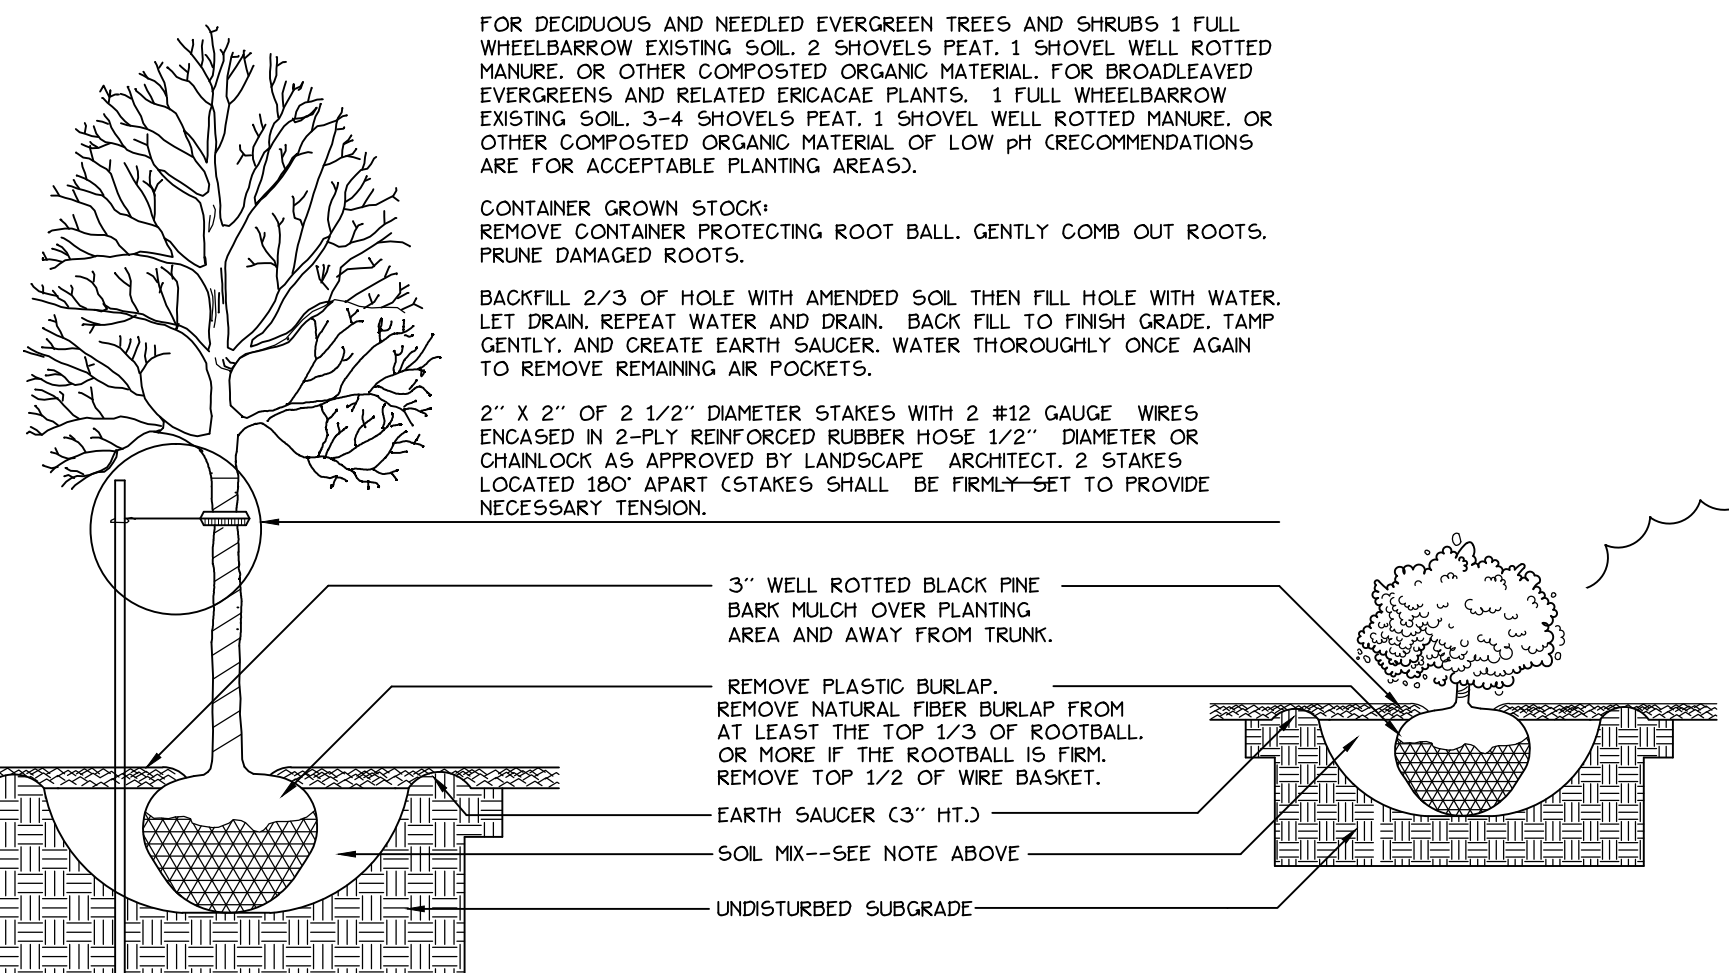 FOR DECIDUOUS AND NEEDLED EVERGREEN TREES AND SHRUBS 1 FULL
WHEELBARROW EXISTING SOIL, 2 SHOVELS PEAT, 1 SHOVEL WELL ROTTED
MANURE, OR OTHER COMPOSTED ORGANIC MATERIAL. FOR BROADLEAVED
EVERGREENS AND RELATED ERICACAE PLANTS,  1 FULL WHEELBARROW
EXISTING SOIL, 3-4 SHOVELS PEAT, 1 SHOVEL WELL ROTTED MANURE, OR
OTHER COMPOSTED ORGANIC MATERIAL OF LOW pH (RECOMMENDATIONS
ARE FOR ACCEPTABLE PLANTING AREAS).
CONTAINER GROWN STOCK:
REMOVE CONTAINER PROTECTING ROOT BALL. GENTLY COMB OUT ROOTS.
PRUNE DAMAGED ROOTS.
BACKFILL 2/3 OF HOLE WITH AMENDED SOIL THEN FILL HOLE WITH WATER.
LET DRAIN. REPEAT WATER AND DRAIN.  BACK FILL TO FINISH GRADE, TAMP
GENTLY, AND CREATE EARTH SAUCER. WATER THOROUGHLY ONCE AGAIN
TO REMOVE REMAINING AIR POCKETS.
2'' X 2'' OF 2 1/2'' DIAMETER STAKES WITH 2 #12 GAUGE  WIRES
ENCASED IN 2-PLY REINFORCED RUBBER HOSE 1/2''  DIAMETER OR
CHAINLOCK AS APPROVED BY LANDSCAPE  ARCHITECT. 2 STAKES
LOCATED 180° APART (STAKES SHALL  BE FIRMLY SET TO PROVIDE
NECESSARY TENSION.
3'' WELL ROTTED BLACK PINE
BARK MULCH OVER PLANTING
AREA AND AWAY FROM TRUNK.
REMOVE PLASTIC BURLAP.
REMOVE NATURAL FIBER BURLAP FROM
AT LEAST THE TOP 1/3 OF ROOTBALL,
OR MORE IF THE ROOTBALL IS FIRM.
REMOVE TOP 1/2 OF WIRE BASKET.
EARTH SAUCER (3'' HT.)
SOIL MIX--SEE NOTE ABOVE
UNDISTURBED SUBGRADE